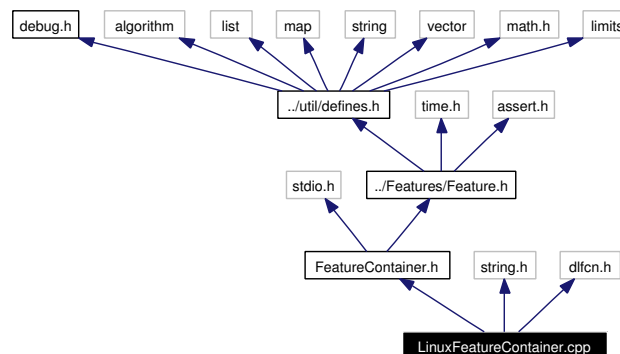 debug.h
algorithm
list
map
string
vector
math.h
limits
../util/defines.h
time.h
assert.h
stdio.h
../Features/Feature.h
FeatureContainer.h
string.h
dlfcn.h
LinuxFeatureContainer.cpp